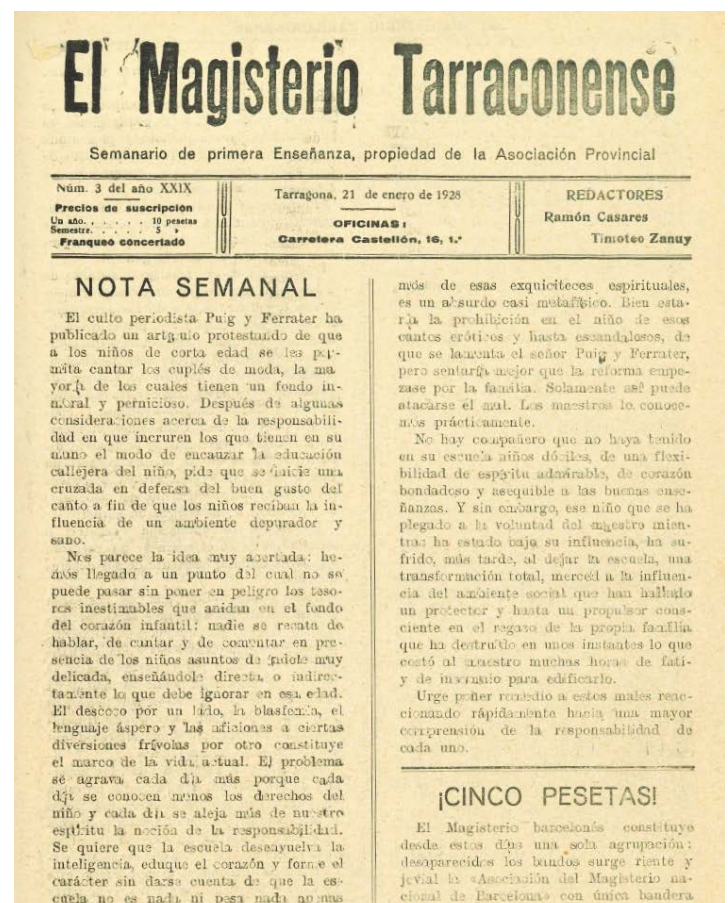 El Magisterio Tarraconense
Semanario de primera Enseñanza, propiedad de la Asociación Provincial
Núm. 3 del año XXIX
Precios de suscripción
Un año. . . . . . 10 pesetas
Semestre. . . . . 5 »
Franqueo concertado
Tarragona, 21 de enero de 1928
OFICINAS:
Carretera Castellón, 16, 1.º
REDACTORES
Ramón Casares
Timoteo Zanuy
NOTA SEMANAL
El culto periodista Puig y Ferrater ha
publicado un protestando de que
a los niños de corta edad se les per-
mita cantar los cuplés de moda, la ma
yoría de los cuales tienen un fondo in-
moral y pernicioso. Después de algunas
consideraciones acerca de la responsabili-
dad en que incruren los que tienen en su
mano el modo de encauzar la educación
callejera del niño, pide que se inicie una
cruzada en defensa del buen gusto del
canto a fin de que los niños reciban la in-
fluencia de un ambiente depurador y
sano.
Nos parece la idea muy acertada: he-
mos llegado a un punto del cual no se
puede pasar sin poner en peligro los teso-
ros inestimables que anidan en el fondo
del corazón infantil: nadie se recata de
hablar, de cantar y de comentar en pre-
sencia de los niños asuntos de índole muy
delicada, enseñándole directa o indirec-
tamente lo que debe ignorar en esa edad.
El descoco por un lado, la blasfemia, el
lenguaje áspero y las aficiones a ciertas
diversiones frívolas por otro constituye
el marco de la vida actual. El problema
se agrava cada día más porque cada
día se conocen menos los derechos del
niño y cada día se aleja más de nuestro
espíritu la noción de la responsabilidad.
Se quiere que la escuela desenvuelva la
inteligencia, eduque el corazón y forme el
carácter sin darse cuenta de que la es-
cuela no es nada ni pesa nada apenas
mos de esas exquiciteces espirituales,
es un absurdo casi metafísico. Bien esta-
ría la prohibición en el niño de esos
cantos eróticos y hasta escandalosos, de
que se lamenta el señor Puig y Ferrater,
pero sentaría mejor que la reforma empe-
zase por la familia. Solamente así puede
atacarse el mal. Los maestros lo conoce-
mos prácticamente.
No hay compañero que no haya tenido
en su escuela niños dóciles, de una flexi-
bilidad de espíritu admirable, de corazón
bondadoso y asequible a las buenas ense-
ñanzas. Y sin embargo, ese niño que se ha
plegado a la voluntad del maestro mien-
tras ha estado bajo su influencia, ha su-
frido, más tarde, al dejar la escuela, una
transformación total, merced a la influen-
cia del ambiente social que han hallado
un protector y hasta un propulsor cons-
ciente en el regazo de la propia familia
que ha destruído en unos instantes lo que
costó al maestro muchas horas de fati-
y de para edificarlo.
Urge poner remedio a estos males reac-
cionando rápidamente hacia una mayor
comprensión de la responsabilidad de
cada uno.
¡CINCO PESETAS!
El Magisterio barcelonés constituye
desde estos días una sola agrupación:
desaparecidos los bandos surge riente y
jovial la «Asociación del Magisterio na-
cional de Barcelona» con única bandera